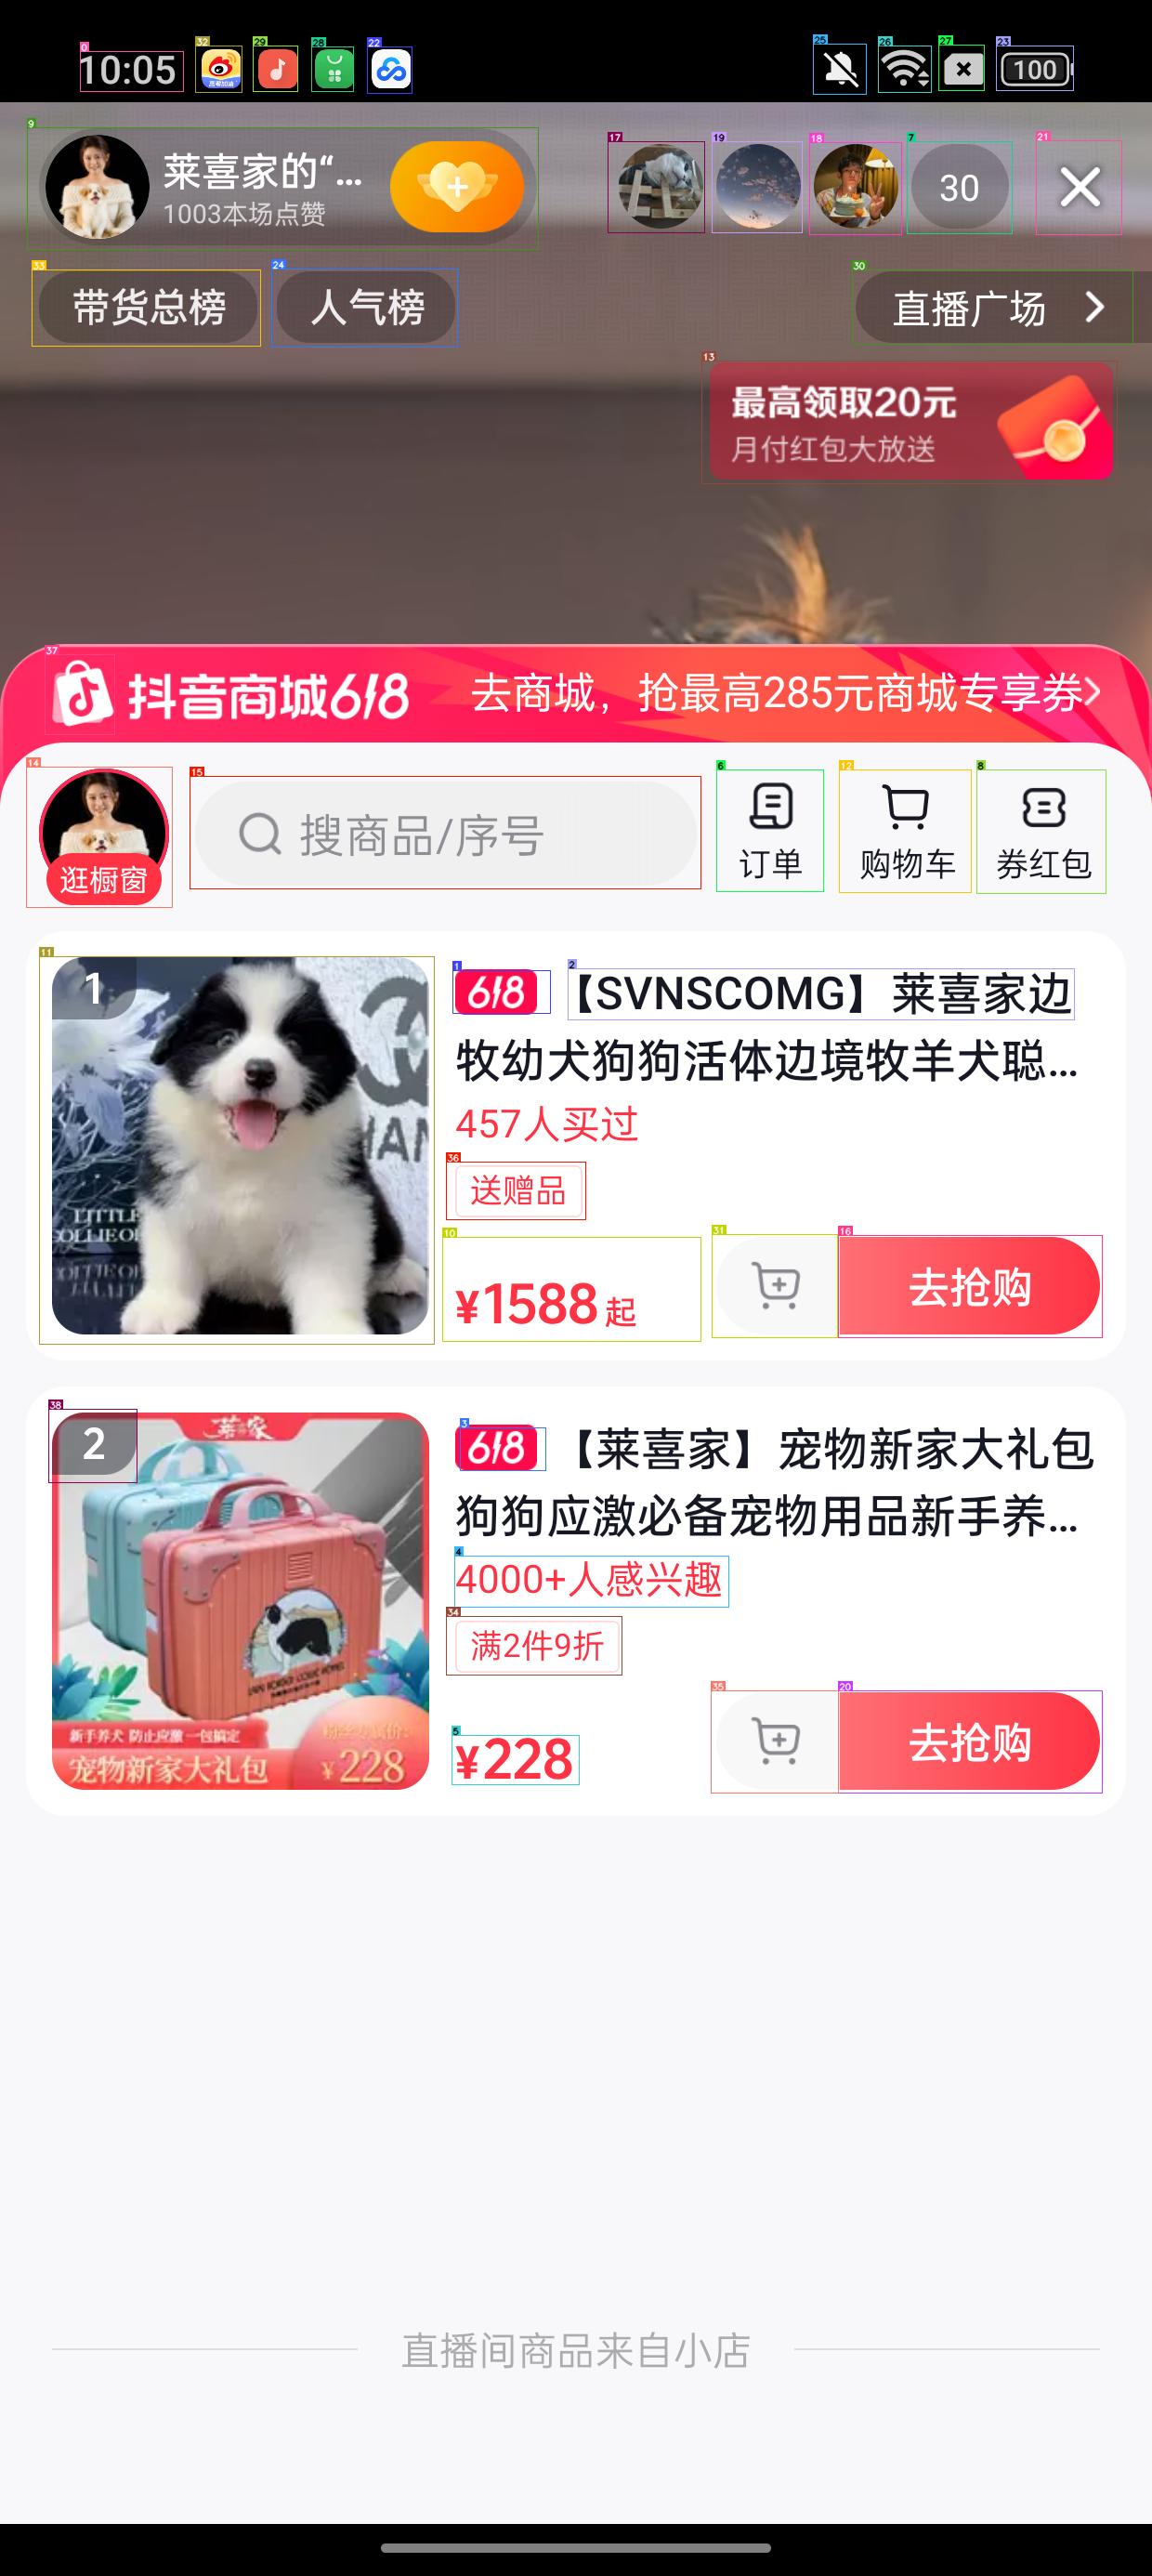 10:05
100
莱喜家的“...
1003本场点赞
30
带货总榜
人气榜
直播广场
最高领取20元
月付红包大放送
抖音商城618
去商城，抢最高285元商城专享券
逛橱窗
搜商品/序号
订单
购物车
券红包
1
618 【SVNSCOMG】莱喜家边
牧幼犬狗狗活体边境牧羊犬聪...
457人买过
送赠品
¥1588起
去抢购
2
莱喜家
618 【莱喜家】宠物新家大礼包
狗狗应激必备宠物用品新手养...
4000+人感兴趣
满2件9折
新手养犬 防止应激 一包搞定
宠物新家大礼包
¥228
¥228
去抢购
直播间商品来自小店